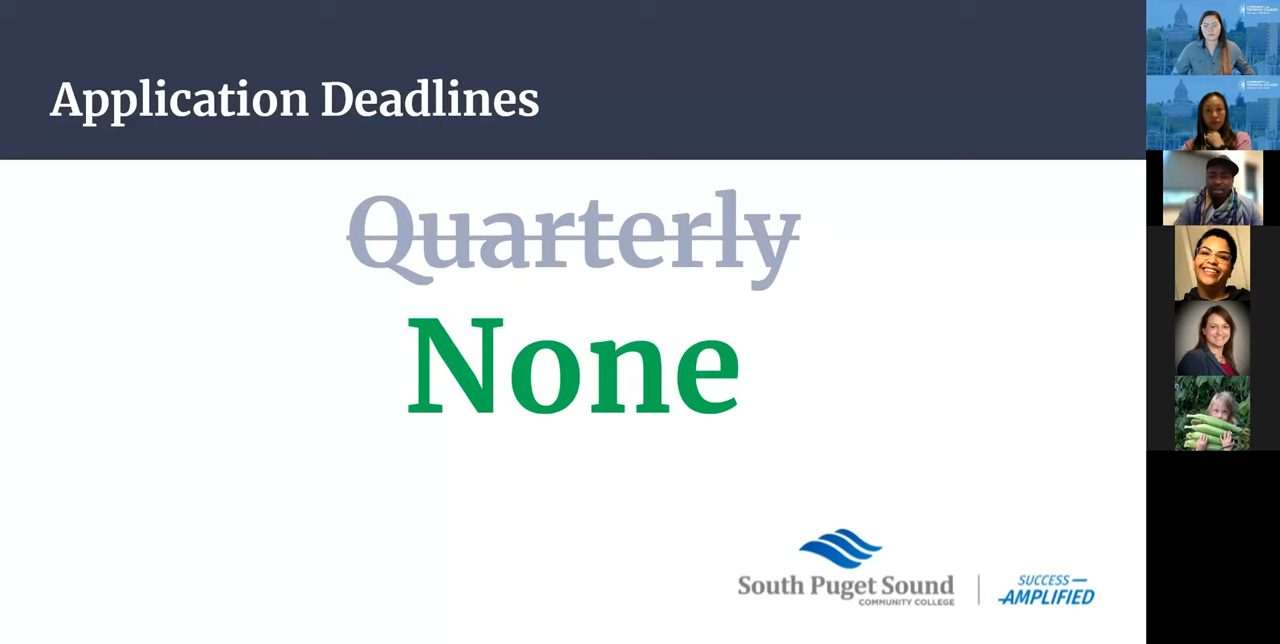 Application Deadlines
Quarterly
None
South Puget Sound
COMMUNITY COLLEGE
SUCCESS
AMPLIFIED